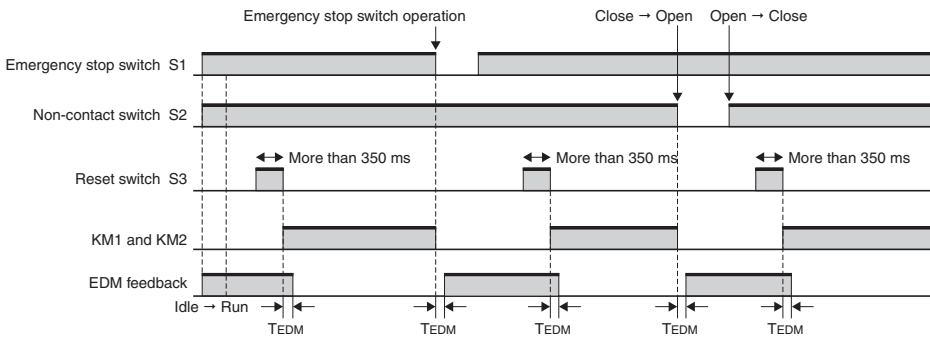 Emergency stop switch operation
Close → Open
Open → Close
Emergency stop switch S1
Non-contact switch S2
More than 350 ms
More than 350 ms
More than 350 ms
Reset switch S3
KM1 and KM2
EDM feedback
Idle → Run
TEDM
TEDM
TEDM
TEDM
TEDM